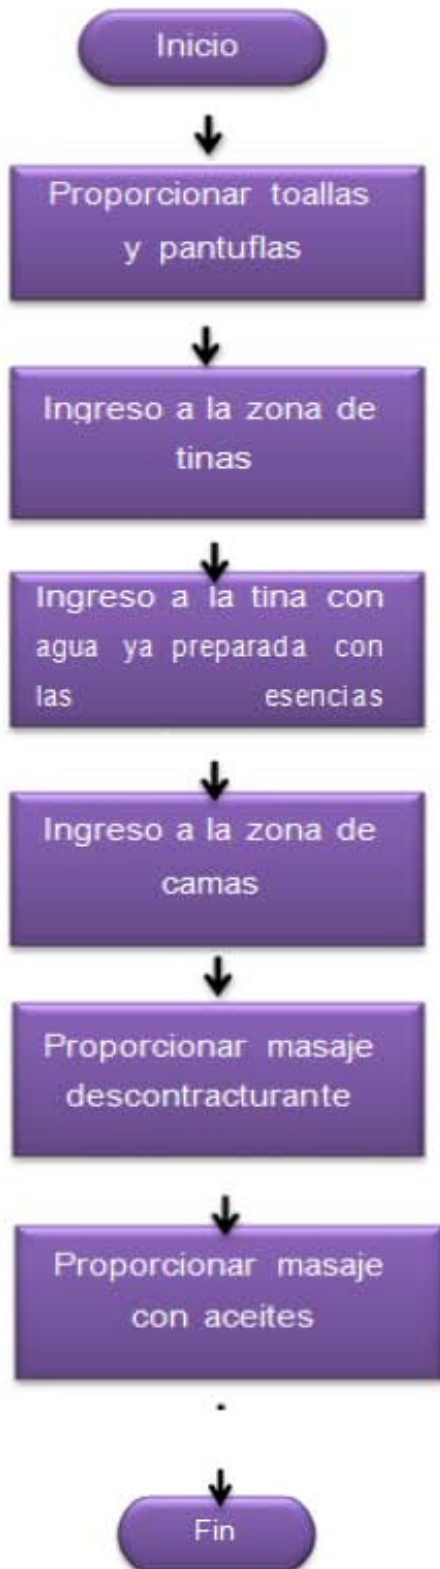 Inicio
Proporcionar toallas
y pantuflas
Ingreso a la zona de
tinas
Ingreso a la tina con
agua ya preparada con
las esencias
Ingreso a la zona de
camas
Proporcionar masaje
descontracturante
Proporcionar masaje
con aceites
.
Fin